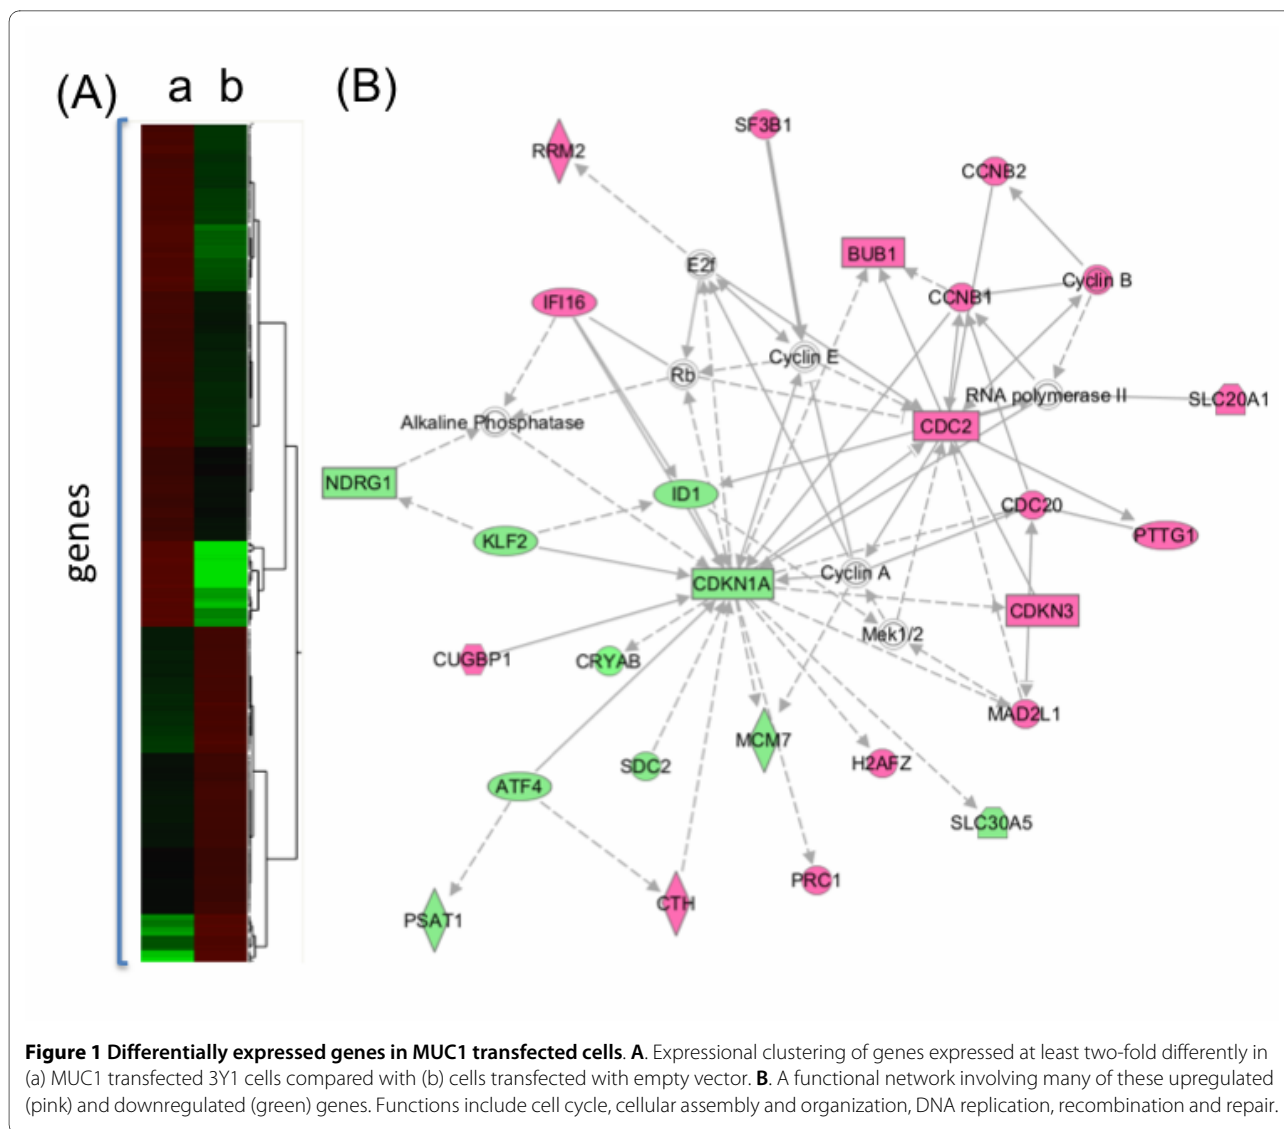 (A) a b (B)
genes
SF3B1
RRM2
CCNB2
BUB1
E2f
Cyclin B
IFI16
CCNB1
Cyclin E
Rb
RNA polymerase II
SLC20A1
Alkaline Phosphatase
CDC2
NDRG1
ID1
CDC20
PTTG1
KLF2
Cyclin A
CDKN1A
CDKN3
Mek1/2
CUGBP1
CRYAB
MAD2L1
MCM7
SDC2
H2AFZ
ATF4
SLC30A5
PRC1
CTH
PSAT1
Figure 1 Differentially expressed genes in MUC1 transfected cells. A. Expressional clustering of genes expressed at least two-fold differently in
(a) MUC1 transfected 3Y1 cells compared with (b) cells transfected with empty vector. B. A functional network involving many of these upregulated
(pink) and downregulated (green) genes. Functions include cell cycle, cellular assembly and organization, DNA replication, recombination and repair.